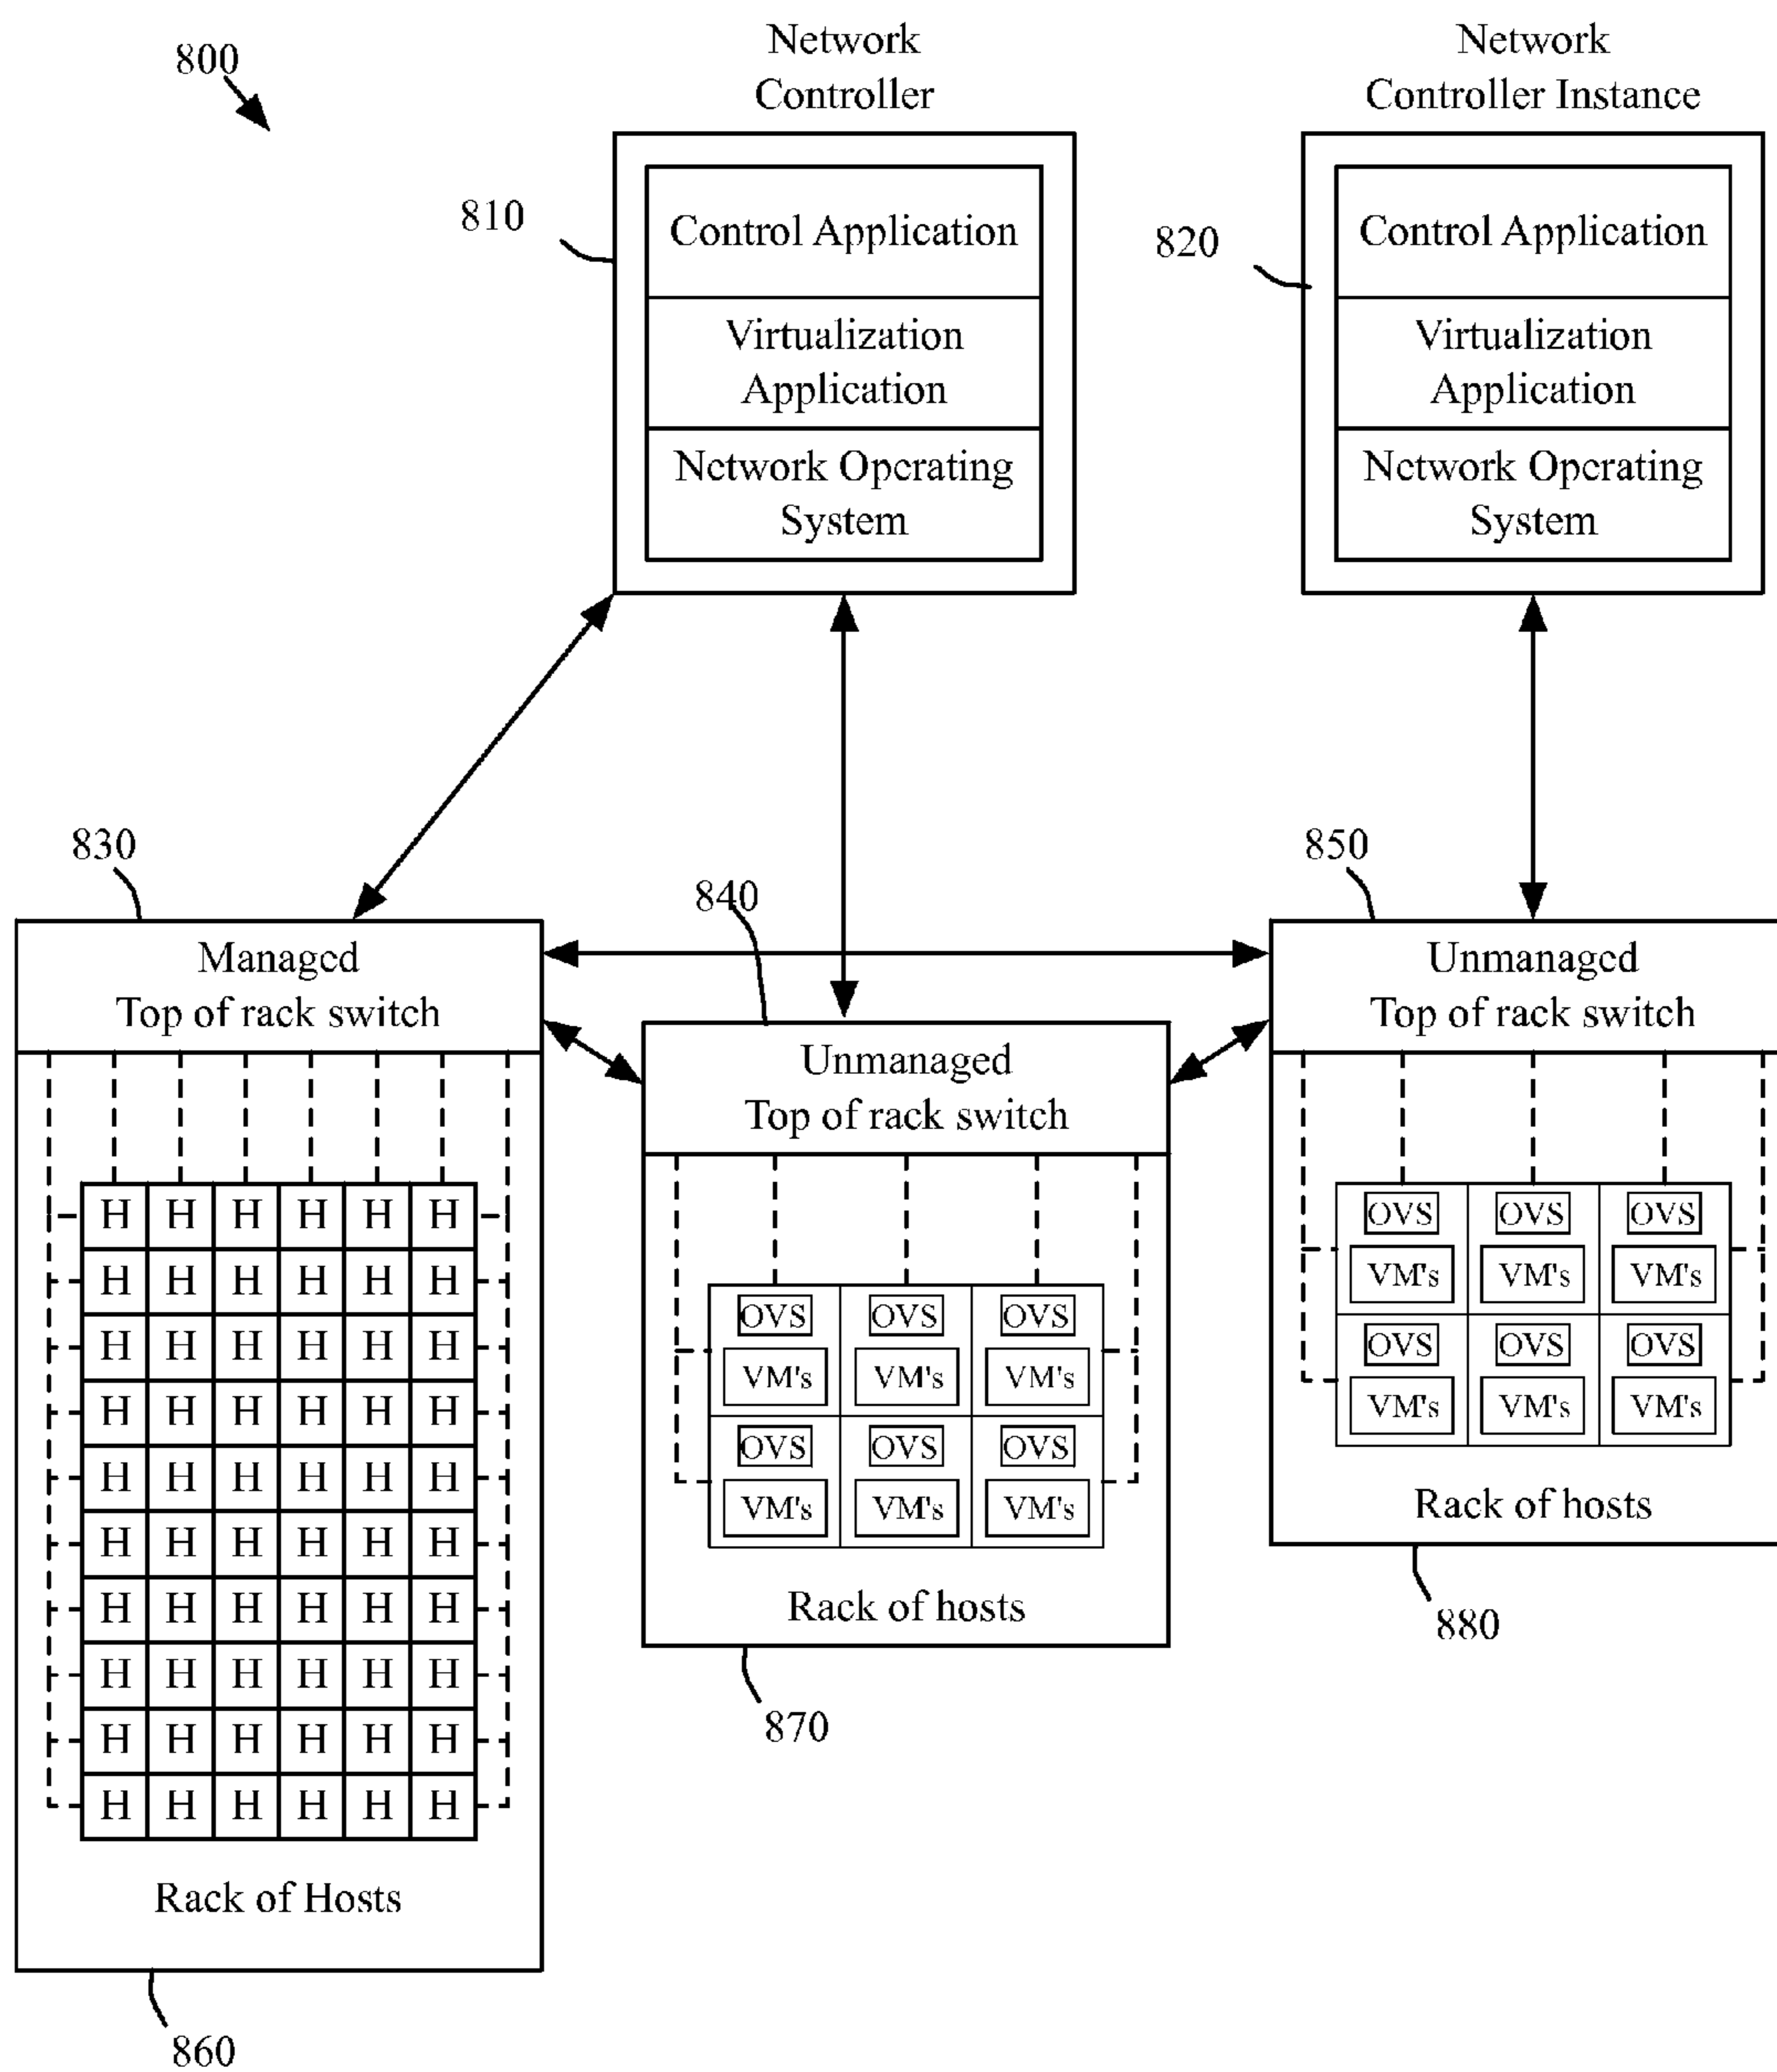 800
Network
Controller
Network
Controller Instance
810
Control Application
Virtualization
Application
Network Operating
System
820
Control Application
Virtualization
Application
Network Operating
System
830
Managed
Top of rack switch
840
Unmanaged
Top of rack switch
850
Unmanaged
Top of rack switch
H H H H H H
H H H H H H
H H H H H H
H H H H H H
H H H H H H
H H H H H H
H H H H H H
H H H H H H
H H H H H H
H H H H H H
Rack of Hosts
860
OVS OVS OVS
VM's VM's VM's
OVS OVS OVS
VM's VM's VM's
Rack of hosts
870
OVS OVS OVS
VM's VM's VM's
OVS OVS OVS
VM's VM's VM's
Rack of hosts
880